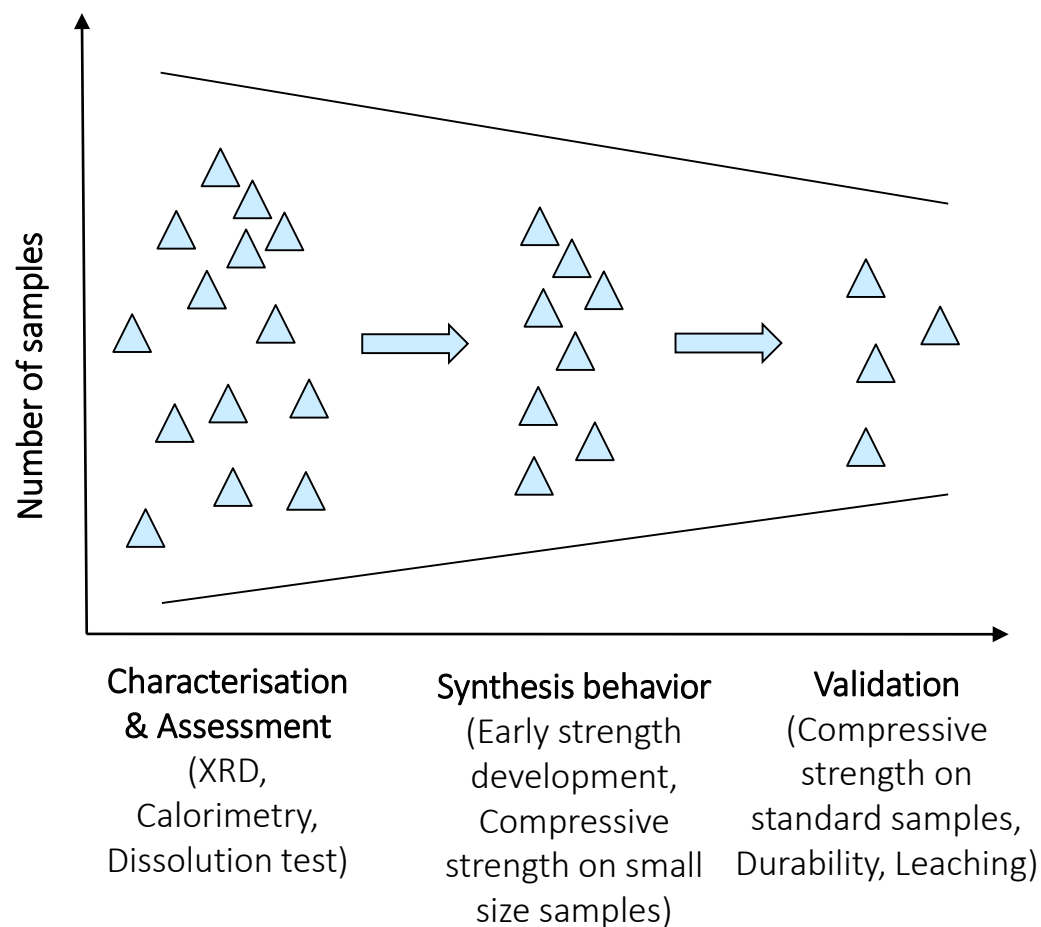 Number of samples
Characterisation
& Assessment
(XRD,
Calorimetry,
Dissolution test)
Synthesis behavior
(Early strength
development,
Compressive
strength on small
size samples)
Validation
(Compressive
strength on
standard samples,
Durability, Leaching)